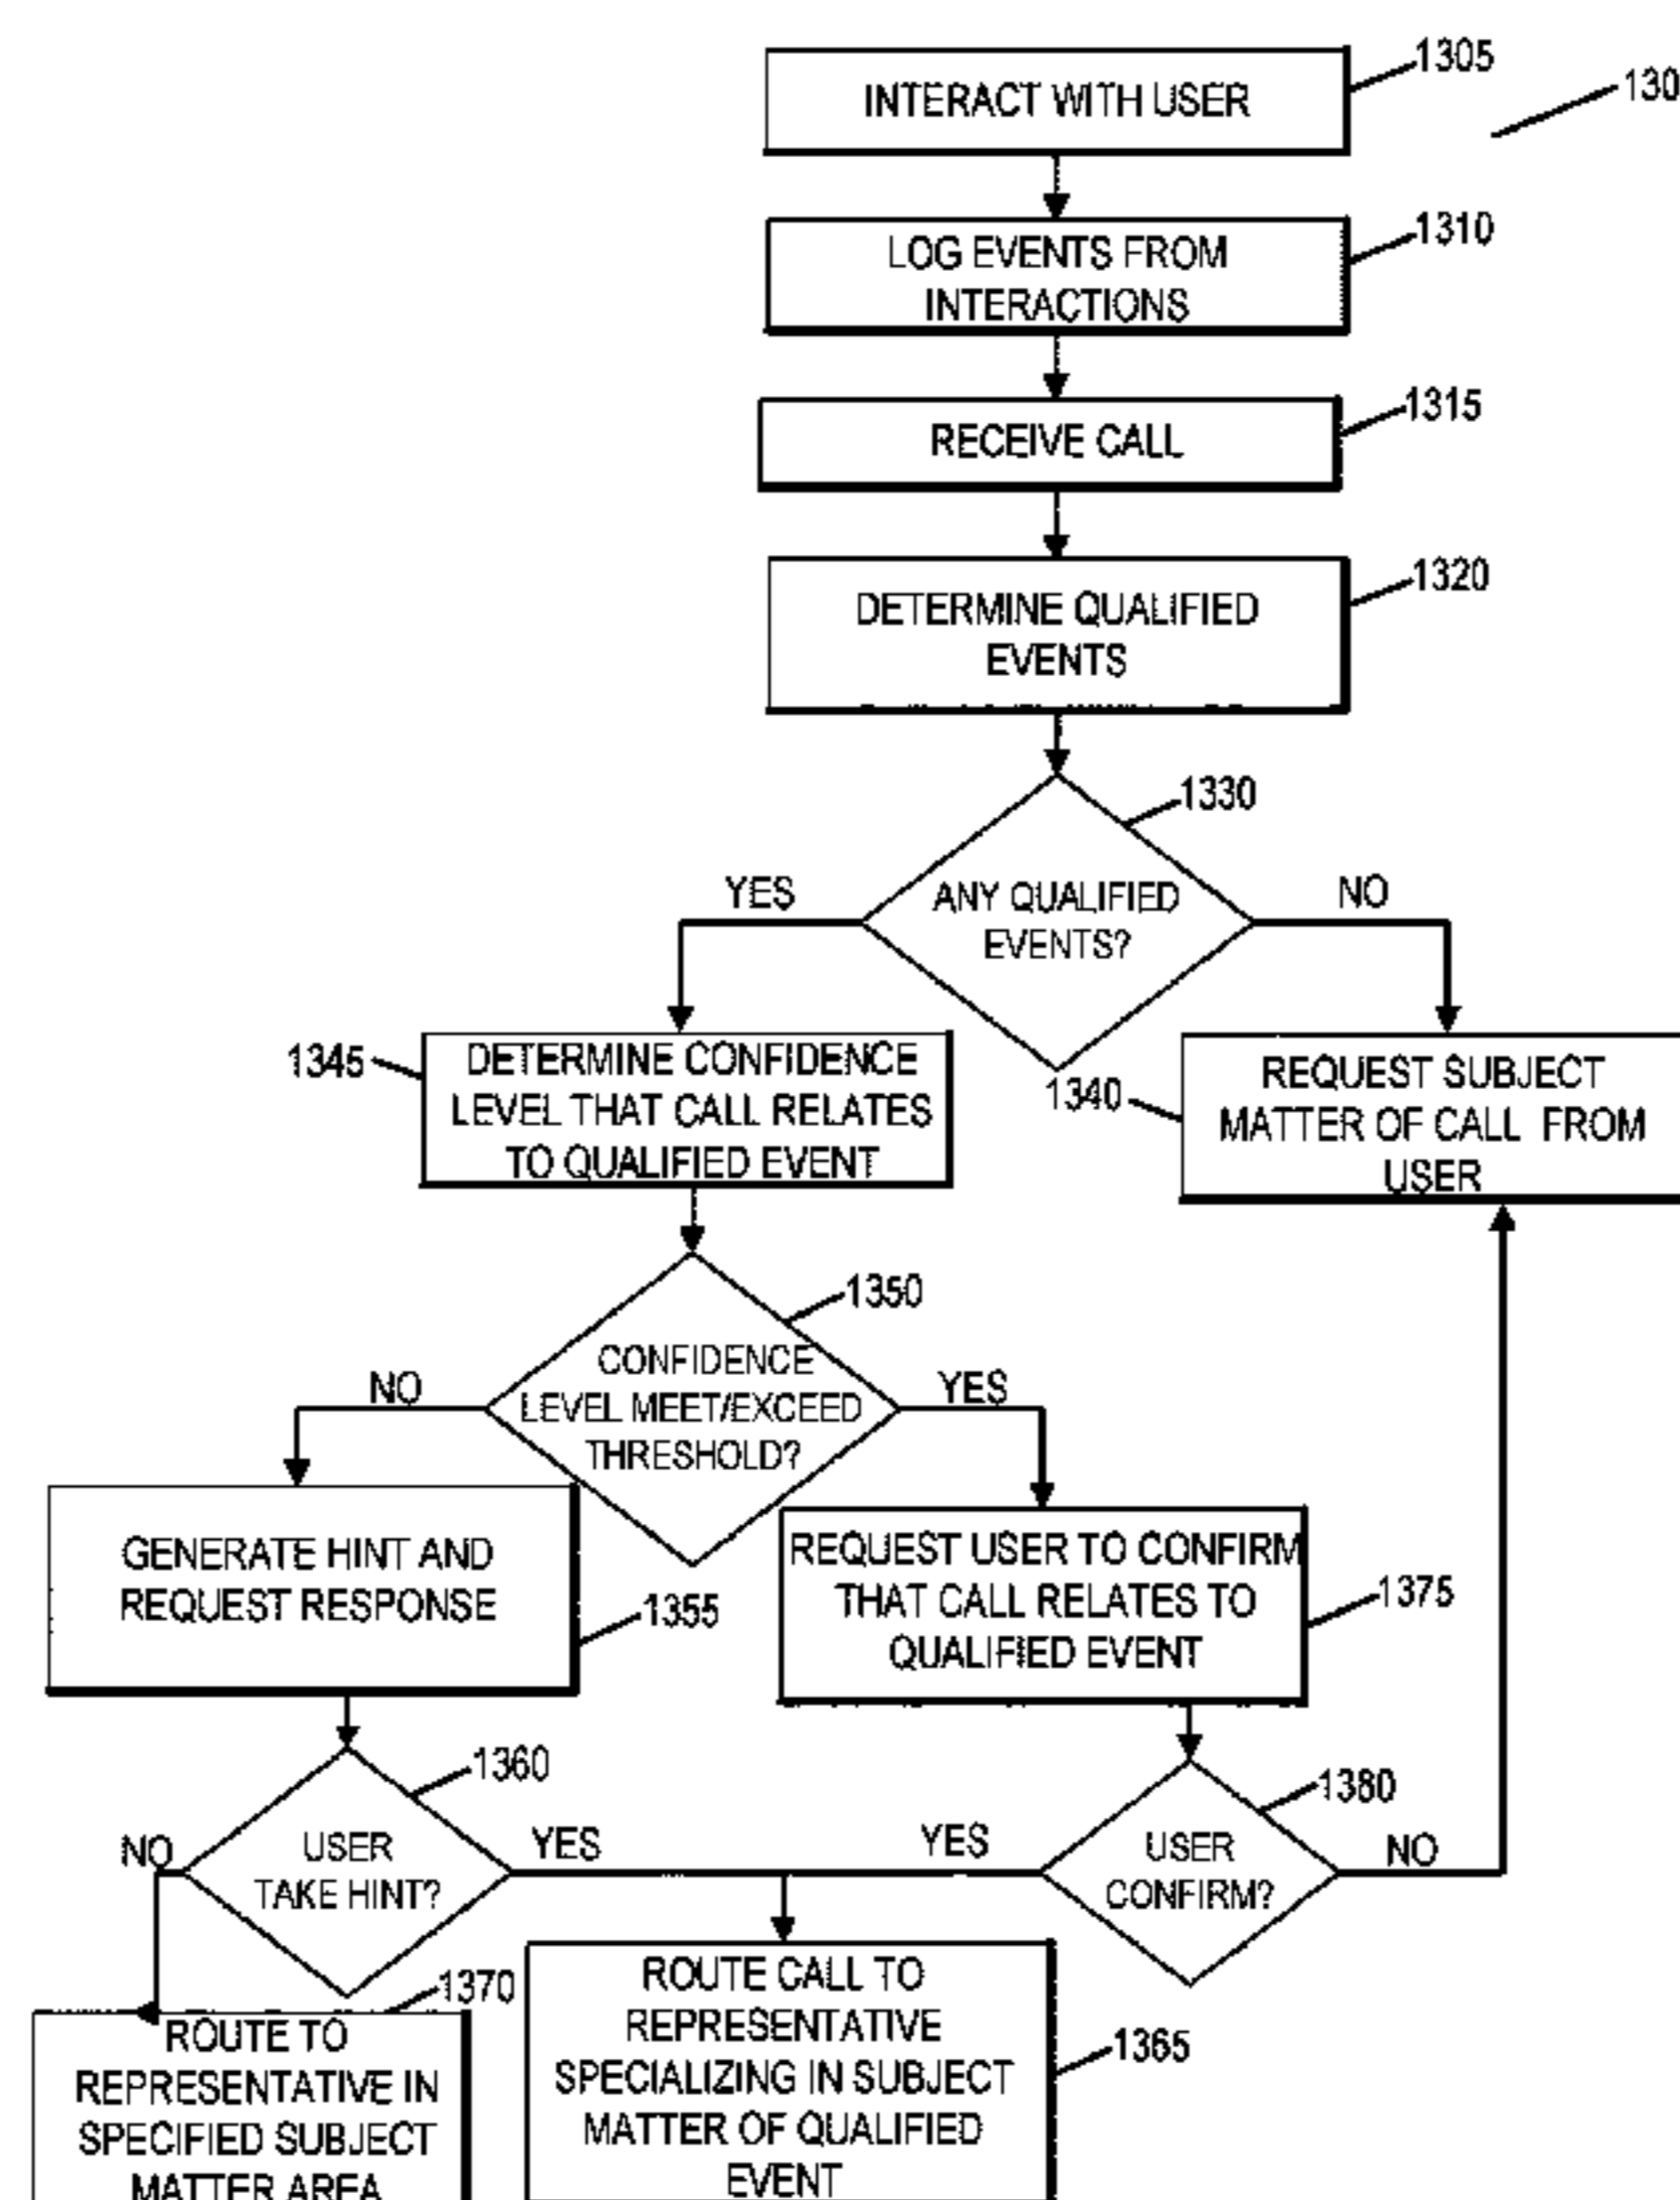 1305
130
INTERACT WITH USER
1310
LOG EVENTS FROM
INTERACTIONS
1315
RECEIVE CALL
1320
DETERMINE QUALIFIED
EVENTS
1330
YES
NO
ANY QUALIFIED
EVENTS?
1345
DETERMINE CONFIDENCE
LEVEL THAT CALL RELATES
TO QUALIFIED EVENT
1340
REQUEST SUBJECT
MATTER OF CALL FROM
USER
1350
NO
YES
CONFIDENCE
LEVEL MEET/EXCEED
THRESHOLD?
GENERATE HINT AND
REQUEST RESPONSE
1355
REQUEST USER TO CONFIRM
THAT CALL RELATES TO
QUALIFIED EVENT
1375
1360
1380
NO
USER
TAKE HINT?
YES
YES
USER
CONFIRM?
NO
1370
ROUTE TO
REPRESENTATIVE IN
SPECIFIED SUBJECT
MATTER AREA
ROUTE CALL TO
REPRESENTATIVE
SPECIALIZING IN SUBJECT
MATTER OF QUALIFIED
EVENT
1365